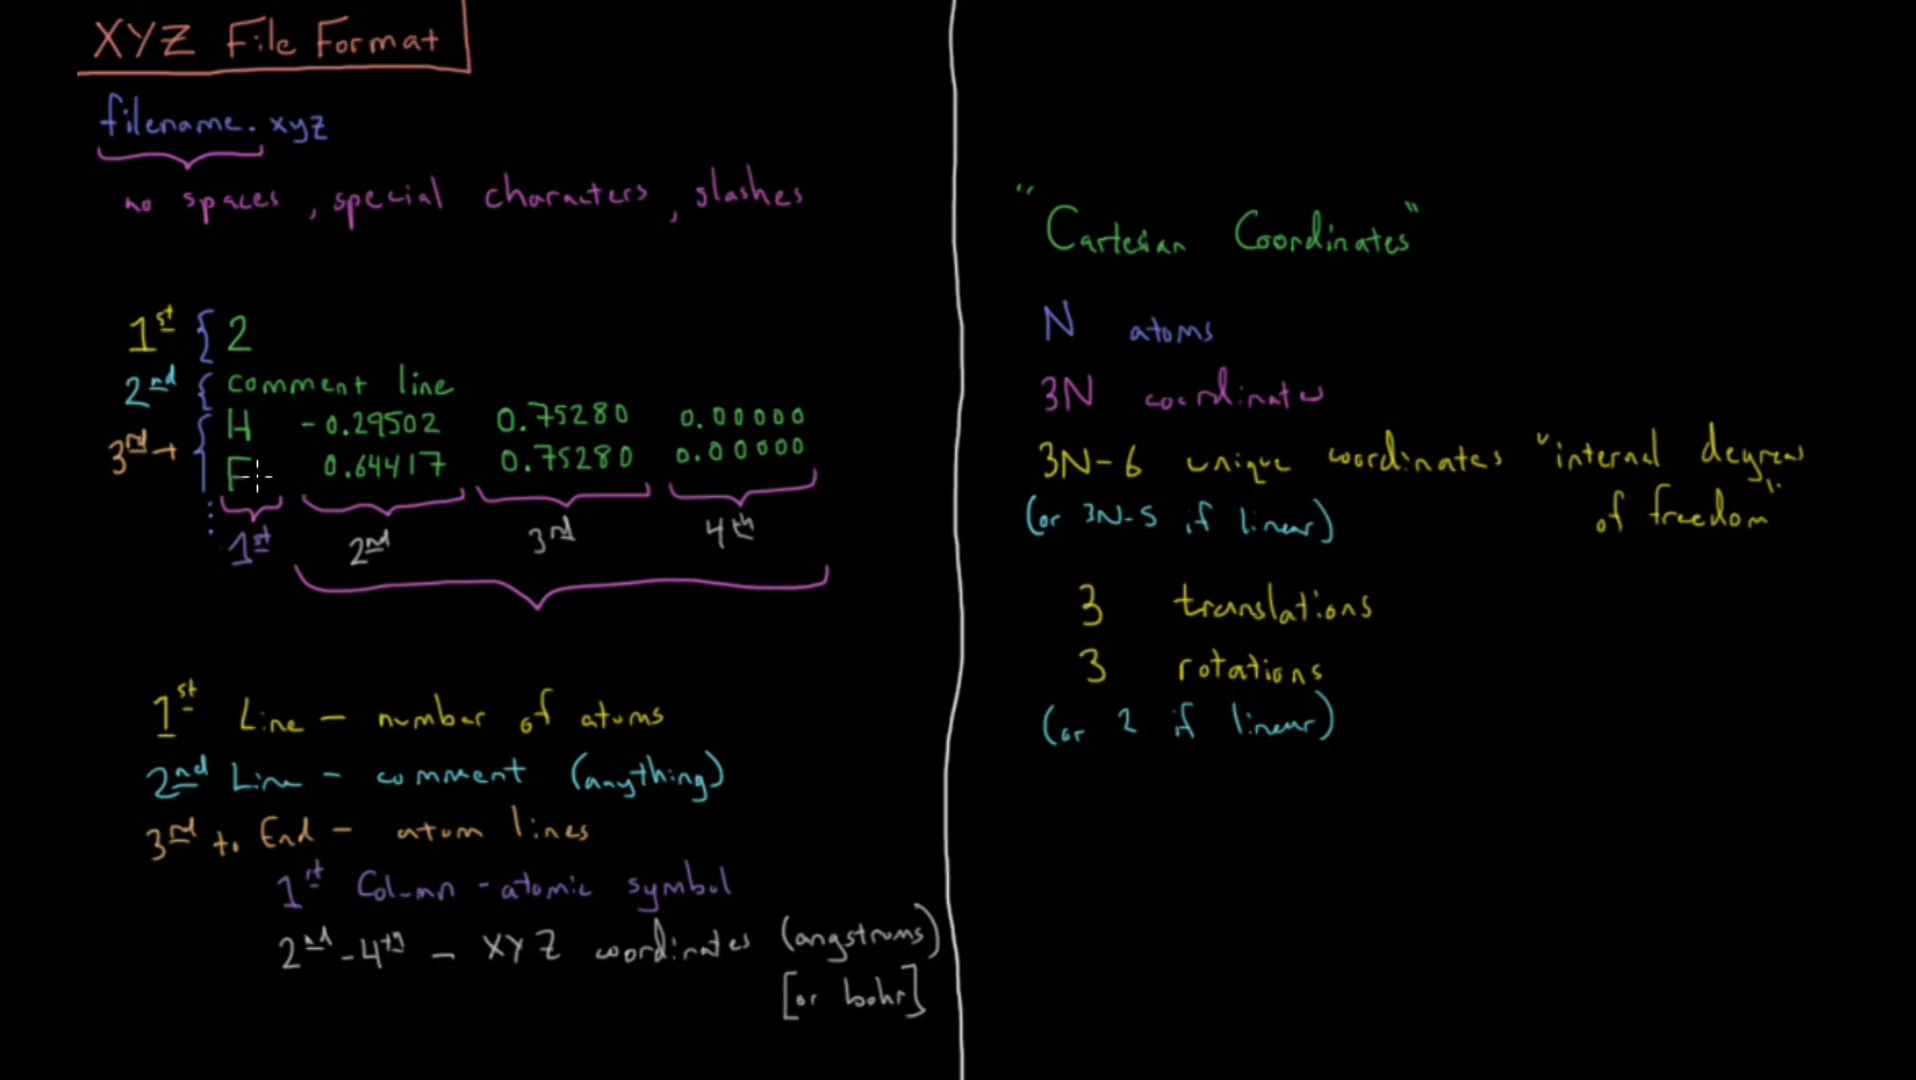 XYZ File Format
filename.xyz
no spaces, special characters, slashes
1st { 2
2nd { comment line
3rd + { H -0.29502 0.75280 0.00000
F 0.64417 0.75280 0.00000
1st 2nd 3rd 4th
1st Line - number of atoms
2nd Line - comment (anything)
3rd to End - atom lines
1st Column - atomic symbol
2nd-4th - XYZ coordinates (angstroms)
[or bohr]
"Cartesian Coordinates"
N atoms
3N coordinates
3N-6 unique coordinates "internal degrees
of freedom"
(or 3N-5 if linear)
3 translations
3 rotations
(or 2 if linear)